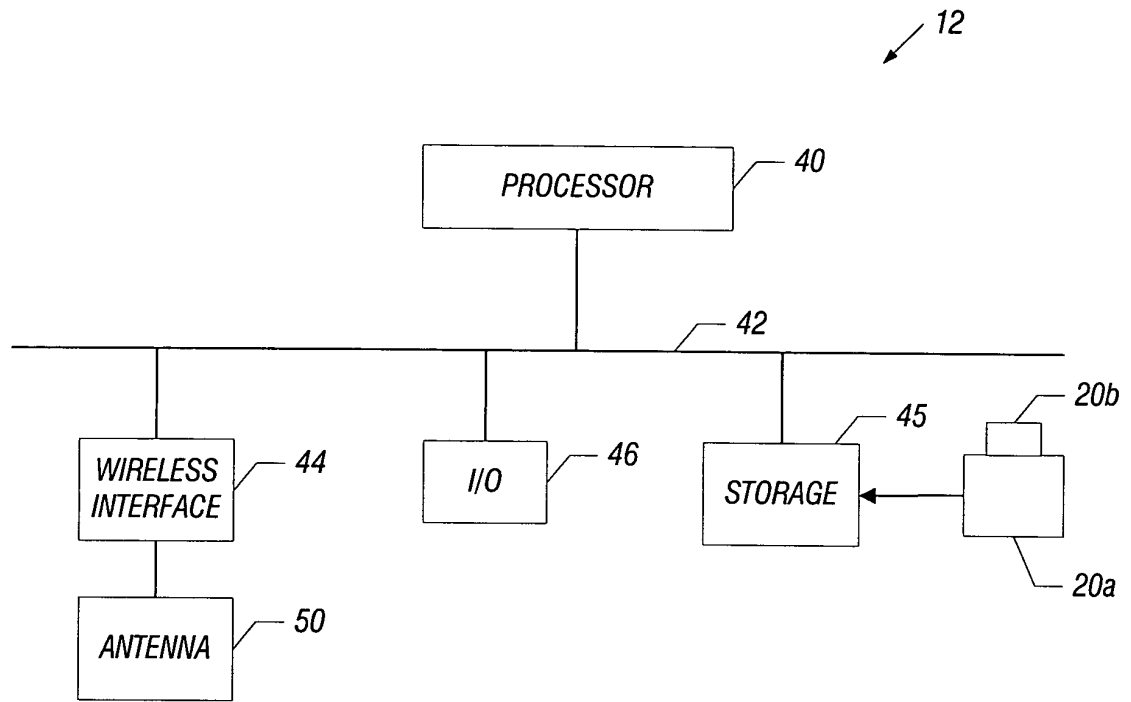 12
PROCESSOR
40
42
20b
45
WIRELESS
INTERFACE
44
I/O
46
STORAGE
20a
ANTENNA
50